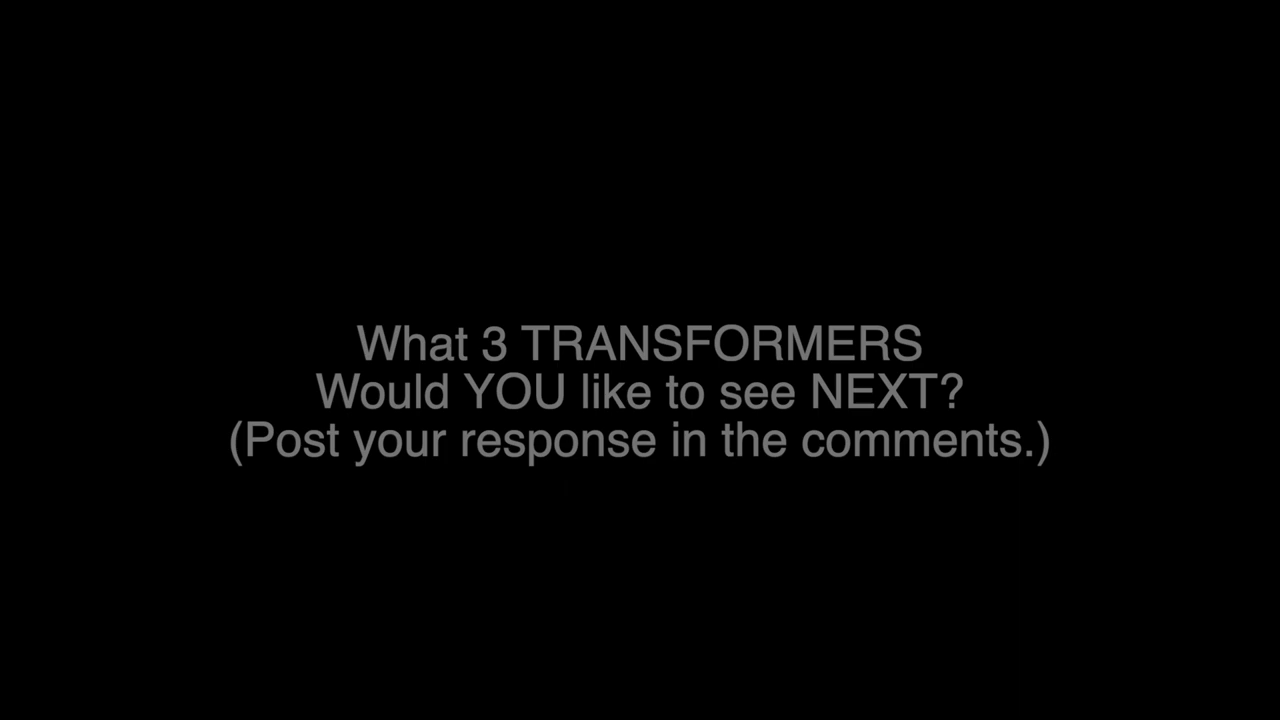 What 3 TRANSFORMERS
Would YOU like to see NEXT?
(Post your response in the comments.)